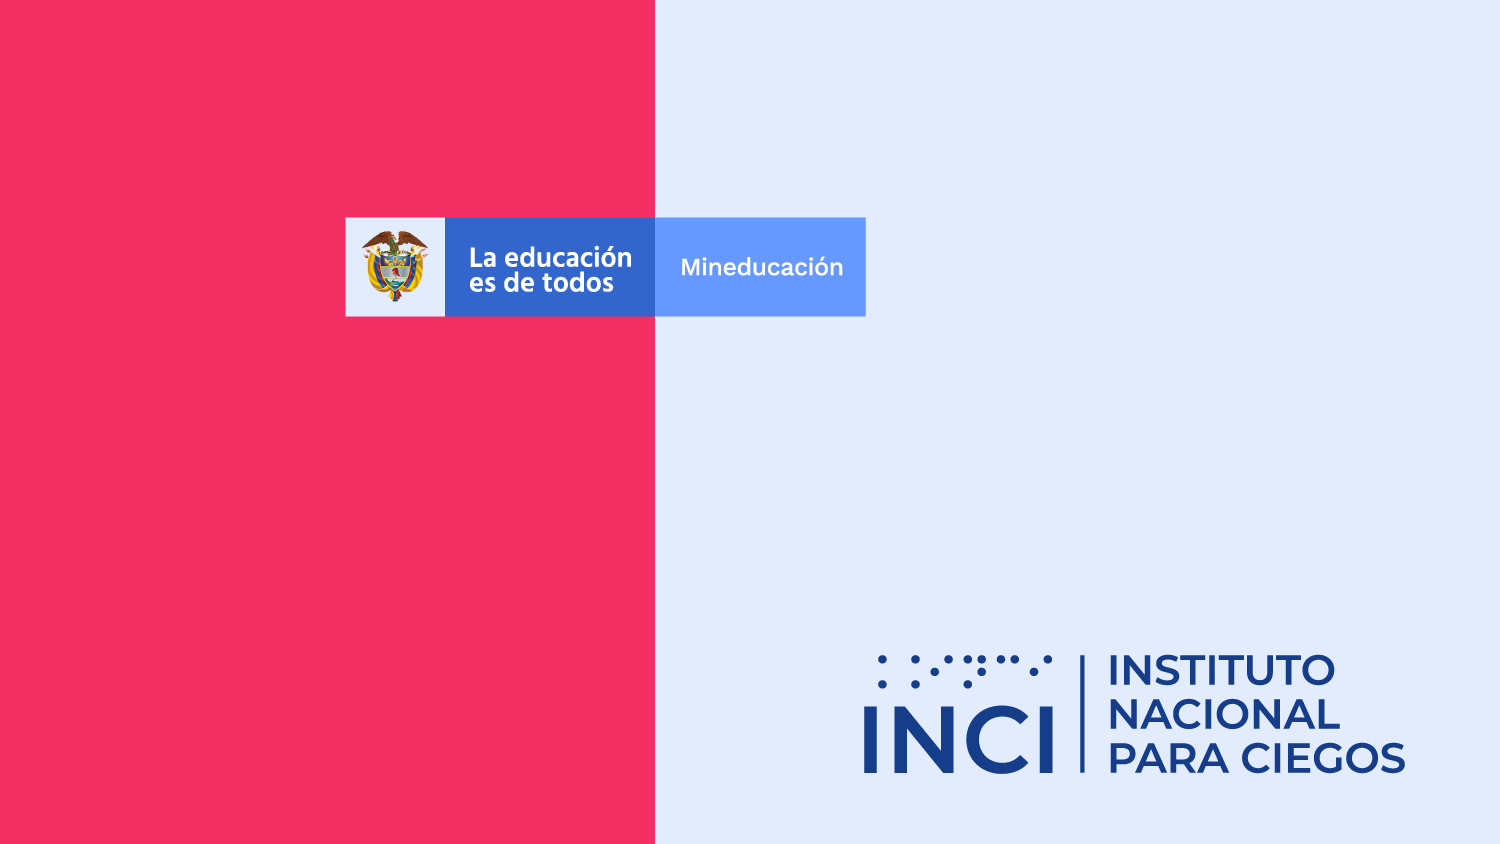 La educación
es de todos
Mineducación
⠅⠅⠊⠝⠉⠊
INCI
INSTITUTO
NACIONAL
PARA CIEGOS